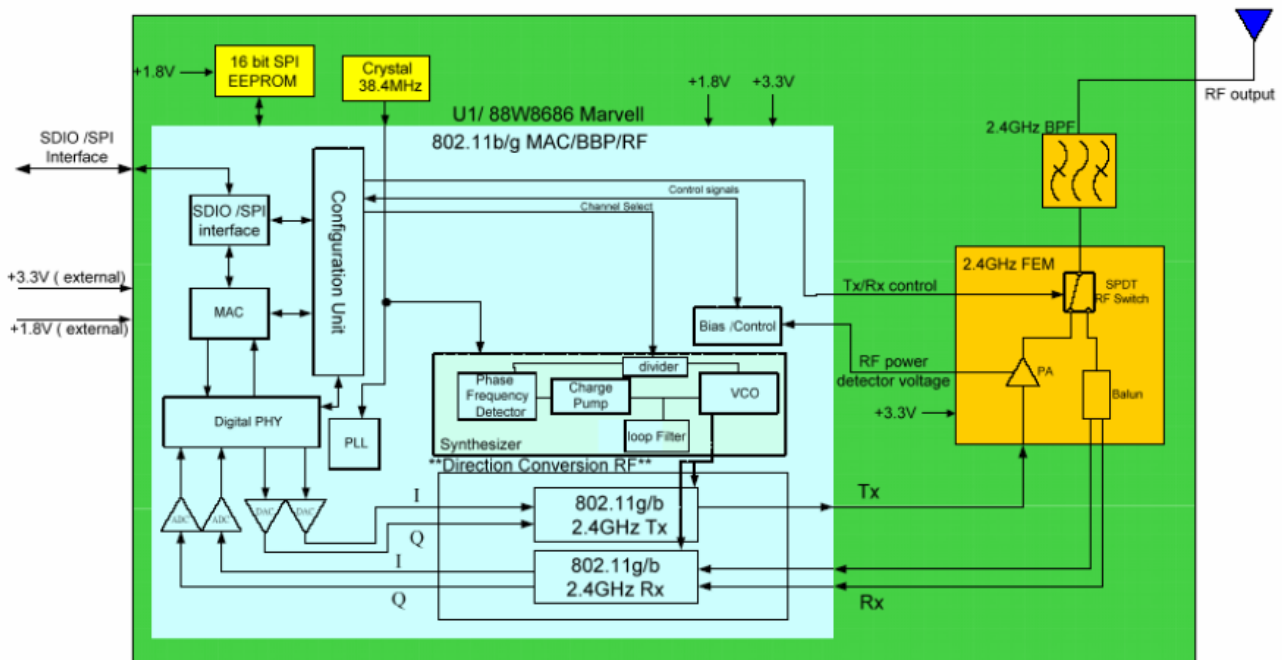 16 bit SPI
EEPROM
+1.8V
Crystal
38.4MHz
+1.8V
+3.3V
RF output
U1/ 88W8686 Marvell
802.11b/g MAC/BBP/RF
2.4GHz BPF
SDIO /SPI
Interface
SDIO /SPI
interface
Configuration Unit
Control signals
Channel Select
+3.3V ( external)
+1.8V ( external)
MAC
2.4GHz FEM
Tx/Rx control
SPDT
RF Switch
Bias /Control
RF power
detector voltage
PA
Balun
+3.3V
divider
Phase
Frequency
Detector
Charge
Pump
VCO
loop Filter
Synthesizer
Digital PHY
PLL
**Direction Conversion RF**
ADC
ADC
DAC
DAC
I
Q
802.11g/b
2.4GHz Tx
Tx
I
Q
802.11g/b
2.4GHz Rx
Rx